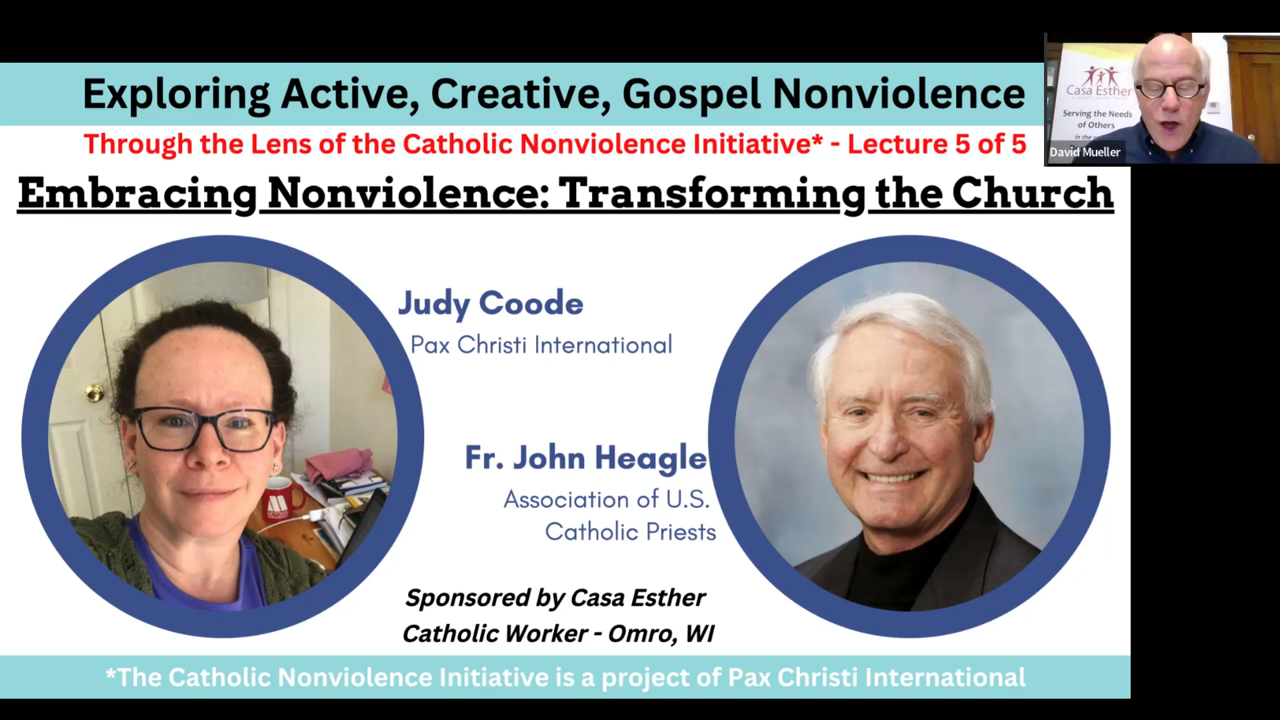 Exploring Active, Creative, Gospel Nonviolence
Through the Lens of the Catholic Nonviolence Initiative* - Lecture 5 of 5
Embracing Nonviolence: Transforming the Church
Judy Coode
Pax Christi International
Fr. John Heagle
Association of U.S.
Catholic Priests
Sponsored by Casa Esther
Catholic Worker - Omro, WI
*The Catholic Nonviolence Initiative is a project of Pax Christi International
Casa Esther
Serving the Needs
of Others
David Mueller